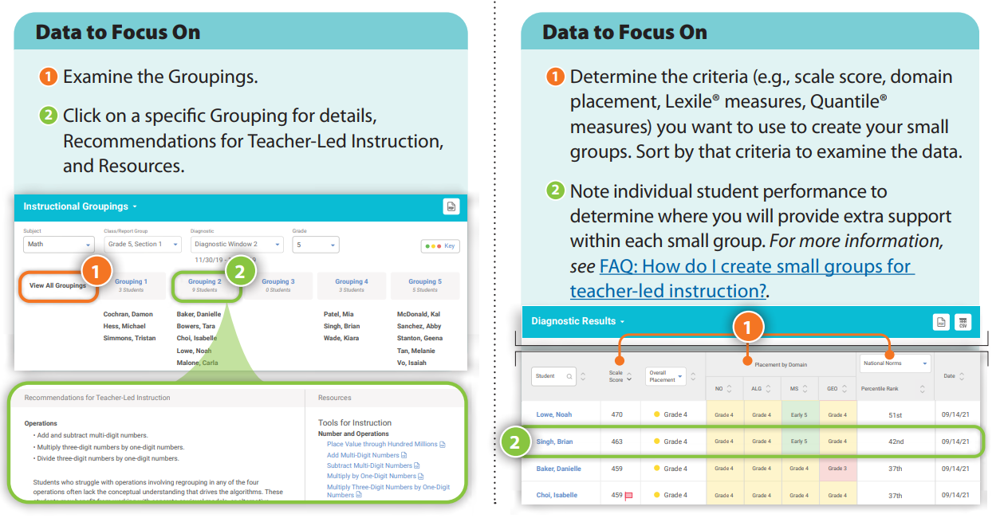 Data to Focus On
1 Examine the Groupings.
2 Click on a specific Grouping for details,
Recommendations for Teacher-Led Instruction,
and Resources.
Instructional Groupings
PDF
Subject
Class/Report Group
Diagnostic
Grade
Math
Grade 5, Section 1
Diagnostic Window 2
5
Key
11/30/19 -
1
2
View All Groupings
Grouping 1
Grouping 2
Grouping 3
Grouping 4
Grouping 5
3 Students
9 Students
0 Students
3 Students
5 Students
Cochran, Damon
Baker, Danielle
Patel, Mia
McDonald, Kal
Hess, Michael
Bowers, Tara
Singh, Brian
Sanchez, Abby
Simmons, Tristan
Choi, Isabelle
Wade, Kiara
Stanton, Geena
Lowe, Noah
Tan, Melanie
Malone, Carla
Vo, Isaiah
Recommendations for Teacher-Led Instruction
Resources
Operations
• Add and subtract multi-digit numbers.
• Multiply three-digit numbers by one-digit numbers.
• Divide three-digit numbers by one-digit numbers.
Students who struggle with operations involving regrouping in any of the four
operations often lack the conceptual understanding that drives the algorithms. These
Tools for Instruction
Number and Operations
Place Value through Hundred Millions
Add Multi-Digit Numbers
Subtract Multi-Digit Numbers
Multiply by One-Digit Numbers
Multiply Three-Digit Numbers by One-Digit
Numbers
Data to Focus On
1 Determine the criteria (e.g., scale score, domain
placement, Lexile® measures, Quantile®
measures) you want to use to create your small
groups. Sort by that criteria to examine the data.
2 Note individual student performance to
determine where you will provide extra support
within each small group. For more information,
see FAQ: How do I create small groups for
teacher-led instruction?.
Diagnostic Results
PDF
CSV
1
Student
Scale
Score
Overall
Placement
Placement by Domain
National Norms
Date
NO
ALG
MS
GEO
Percentile Rank
Lowe, Noah 470 Grade 4 Grade 4 Grade 4 Early 5 Grade 4 51st 09/14/21
2
Singh, Brian 463 Grade 4 Grade 4 Grade 4 Early 5 Grade 4 42nd 09/14/21
Baker, Danielle 459 Grade 4 Grade 4 Grade 4 Grade 4 Grade 3 37th 09/14/21
Choi, Isabelle 459 Grade 4 Grade 4 Grade 4 Grade 4 Grade 4 37th 09/14/21